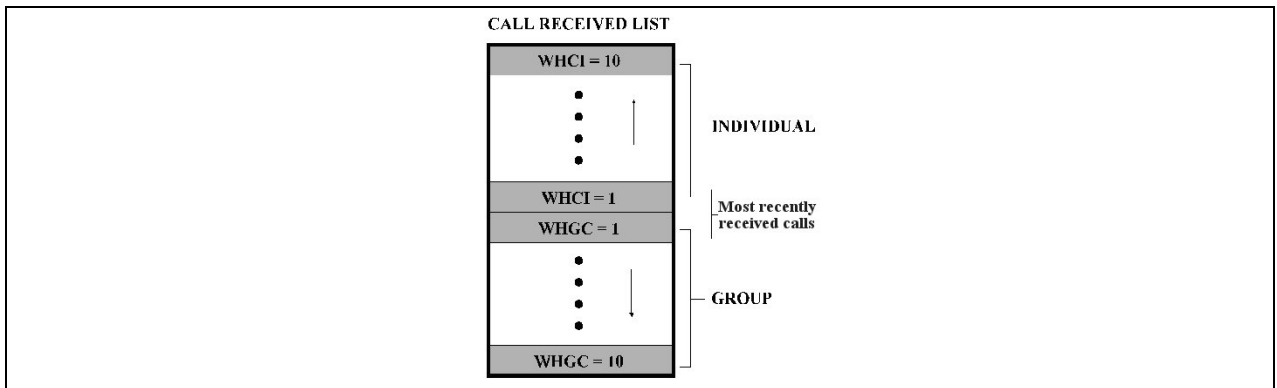 CALL RECEIVED LIST
WHCI = 10
INDIVIDUAL
WHCI = 1
Most recently
received calls
WHGC = 1
GROUP
WHGC = 10